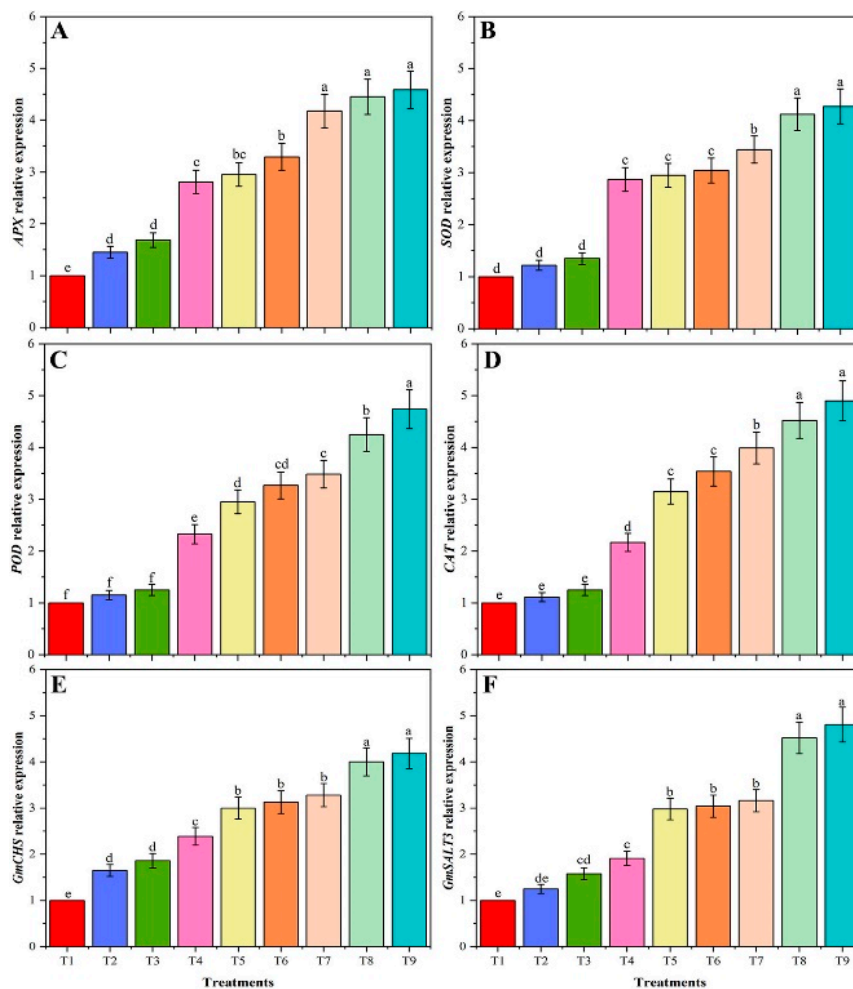 A
APX relative expression
6
5
4
3
2
1
0
e
d
d
c
bc
b
a
a
a
B
SOD relative expression
6
5
4
3
2
1
0
d
d
d
c
c
c
b
a
a
C
POD relative expression
6
5
4
3
2
1
0
f
f
f
e
d
cd
c
b
a
D
CAT relative expression
6
5
4
3
2
1
0
e
e
e
d
c
c
b
a
a
E
GmCHS relative expression
6
5
4
3
2
1
0
e
d
d
c
b
b
b
a
a
T1 T2 T3 T4 T5 T6 T7 T8 T9
Treatments
F
GmSALT3 relative expression
6
5
4
3
2
1
0
e
de
cd
c
b
b
b
a
a
T1 T2 T3 T4 T5 T6 T7 T8 T9
Treatments